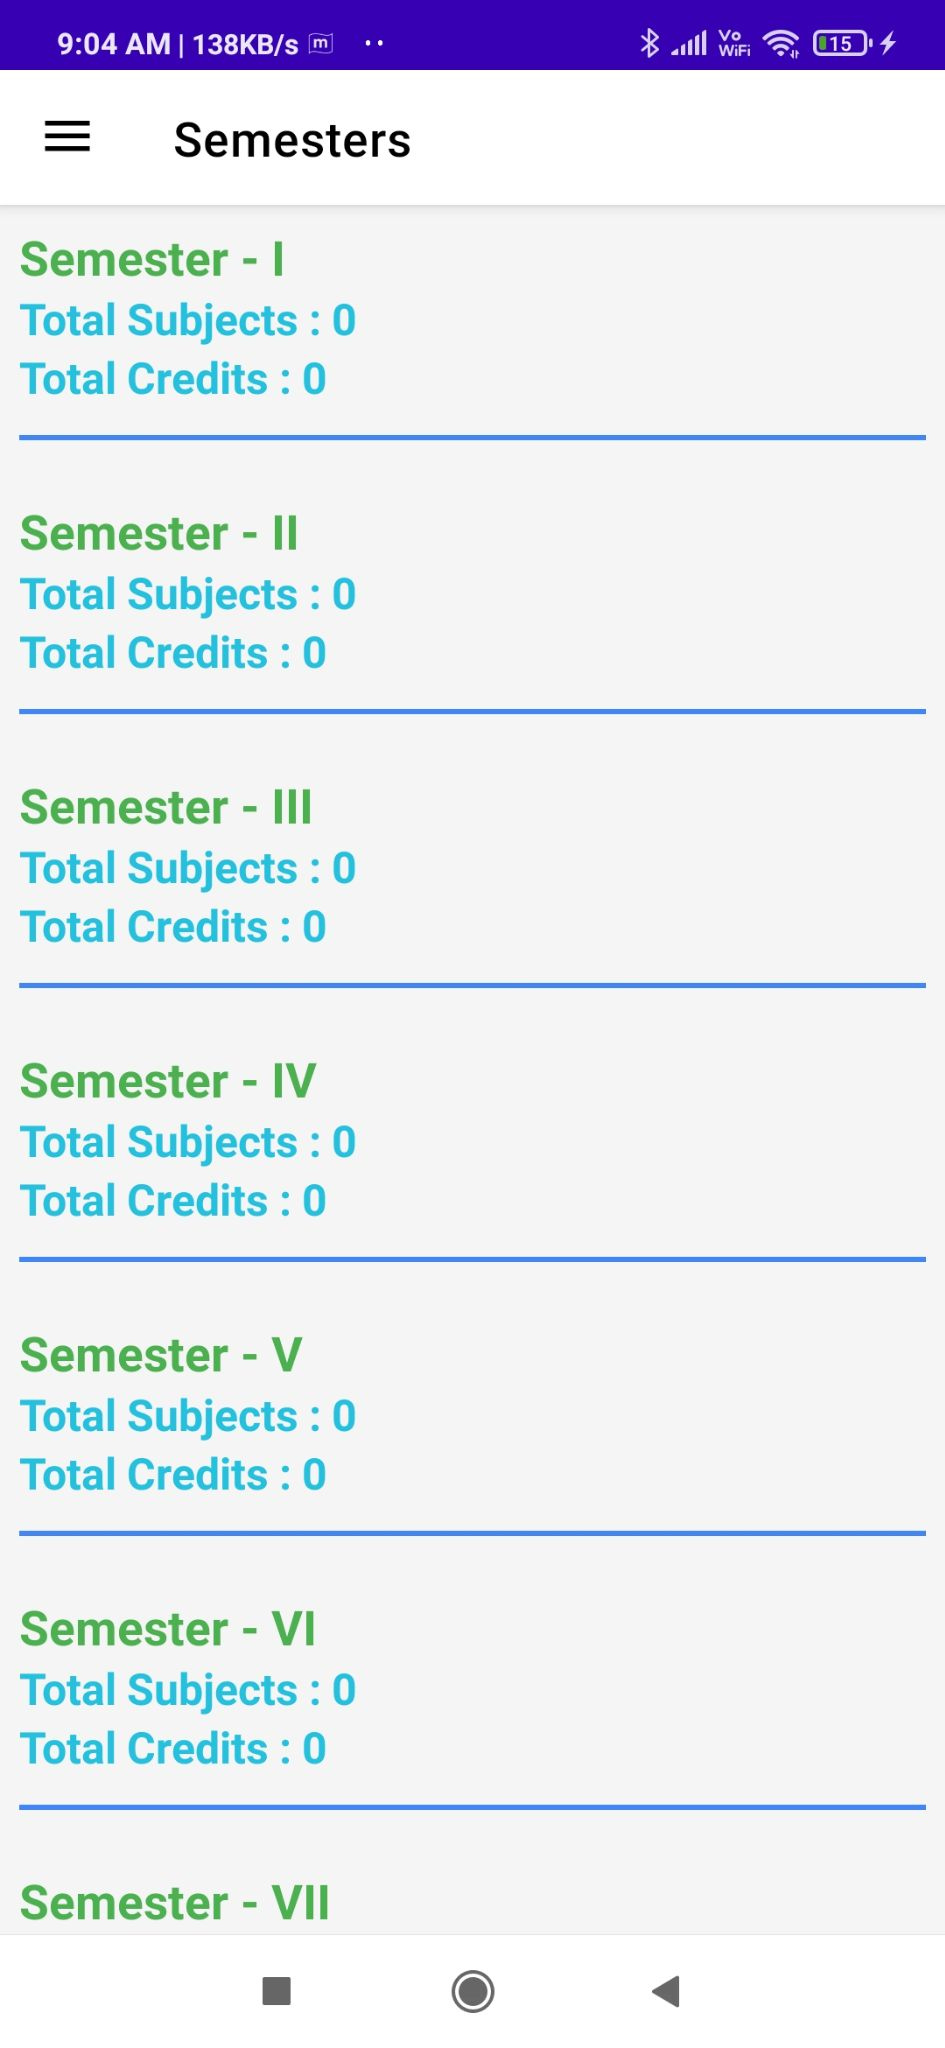 9:04 AM | 138KB/s m
Vo WiFi 15
Semesters
Semester - I
Total Subjects : 0
Total Credits : 0
Semester - II
Total Subjects : 0
Total Credits : 0
Semester - III
Total Subjects : 0
Total Credits : 0
Semester - IV
Total Subjects : 0
Total Credits : 0
Semester - V
Total Subjects : 0
Total Credits : 0
Semester - VI
Total Subjects : 0
Total Credits : 0
Semester - VII